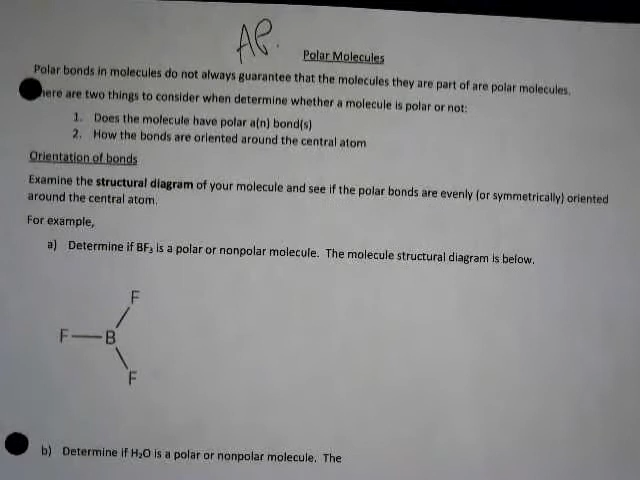 AP.
Polar Molecules
Polar bonds in molecules do not always guarantee that the molecules they are part of are polar molecules.
here are two things to consider when determine whether a molecule is polar or not:
1. Does the molecule have polar a(n) bond(s)
2. How the bonds are oriented around the central atom
Orientation of bonds
Examine the structural diagram of your molecule and see if the polar bonds are evenly (or symmetrically) oriented
around the central atom.
For example,
a) Determine if BF₃ is a polar or nonpolar molecule. The molecule structural diagram is below.
F
F—B
F
b) Determine if H₂O is a polar or nonpolar molecule. The